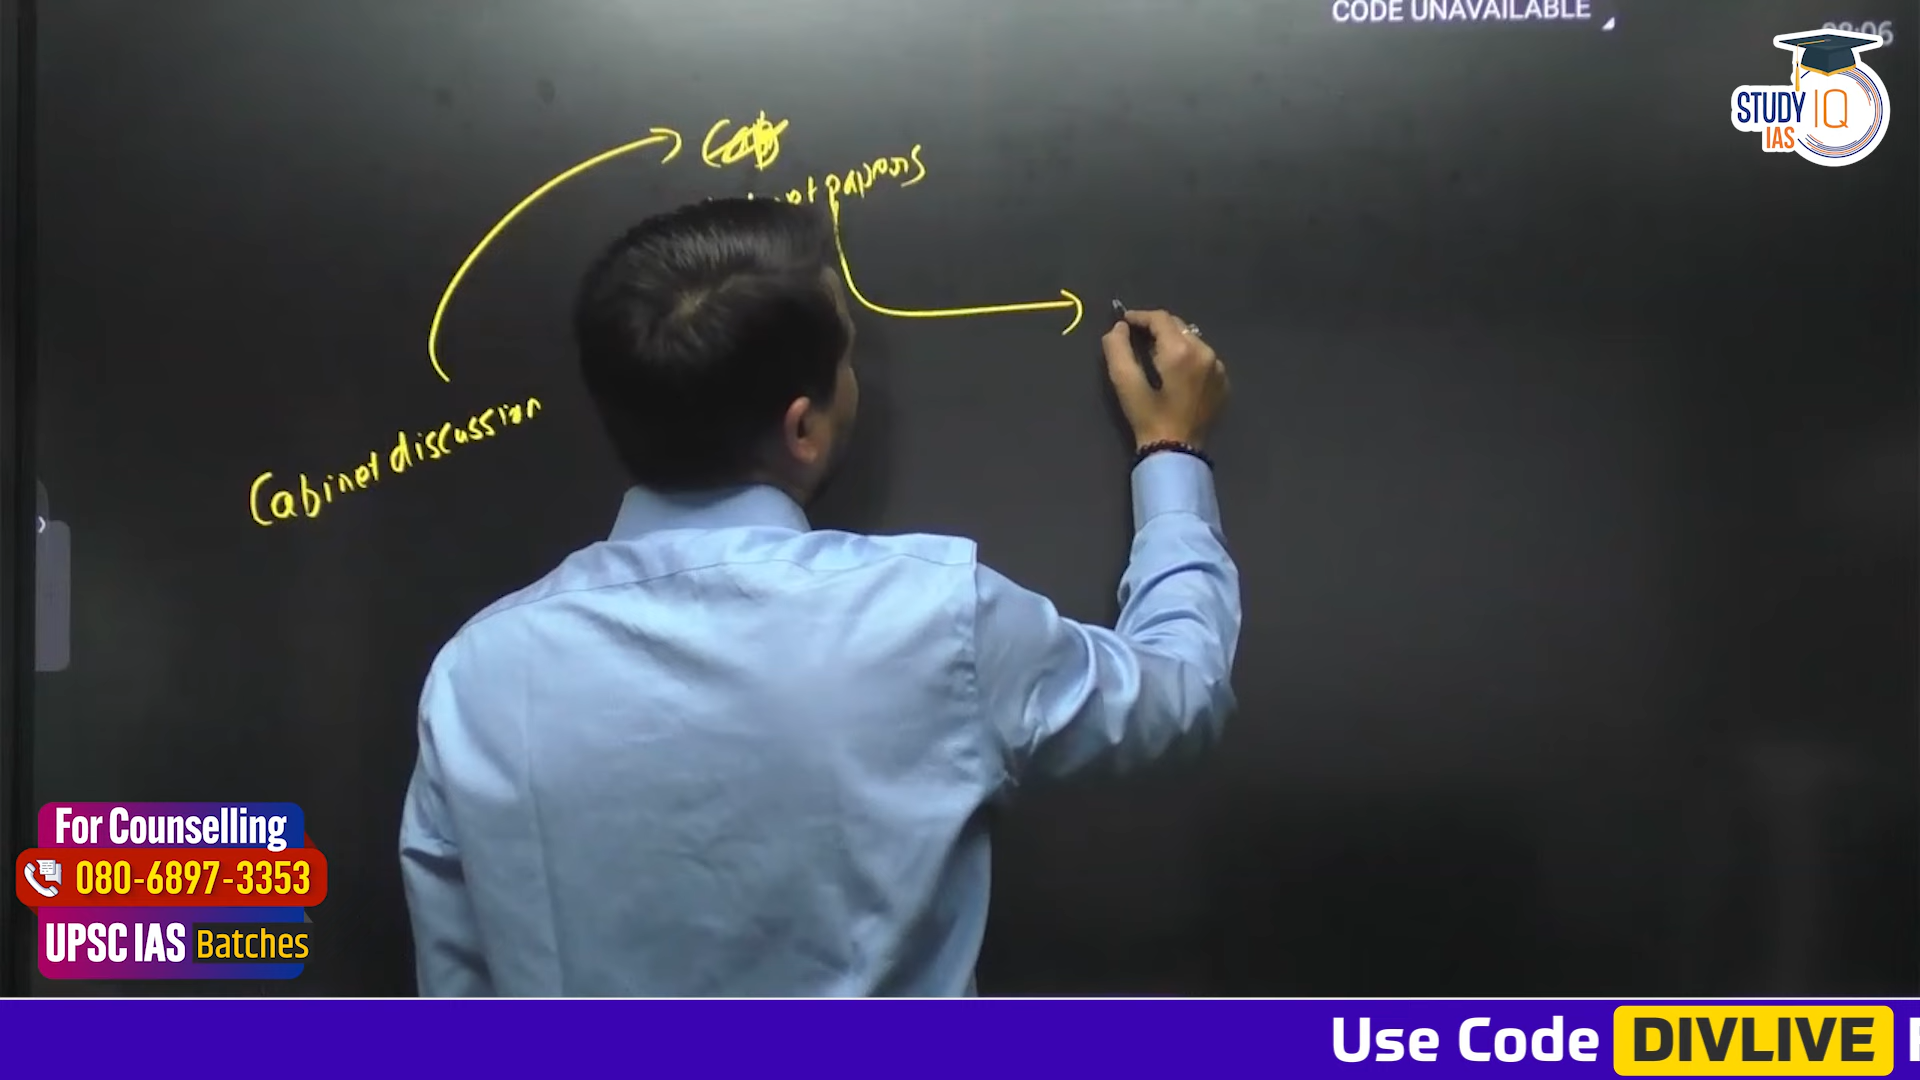 CODE UNAVAILABLE
STUDY IQ
IAS
papers
Cabinet discussion
For Counselling
080-6897-3353
UPSC IAS Batches
Use Code DIVLIVE